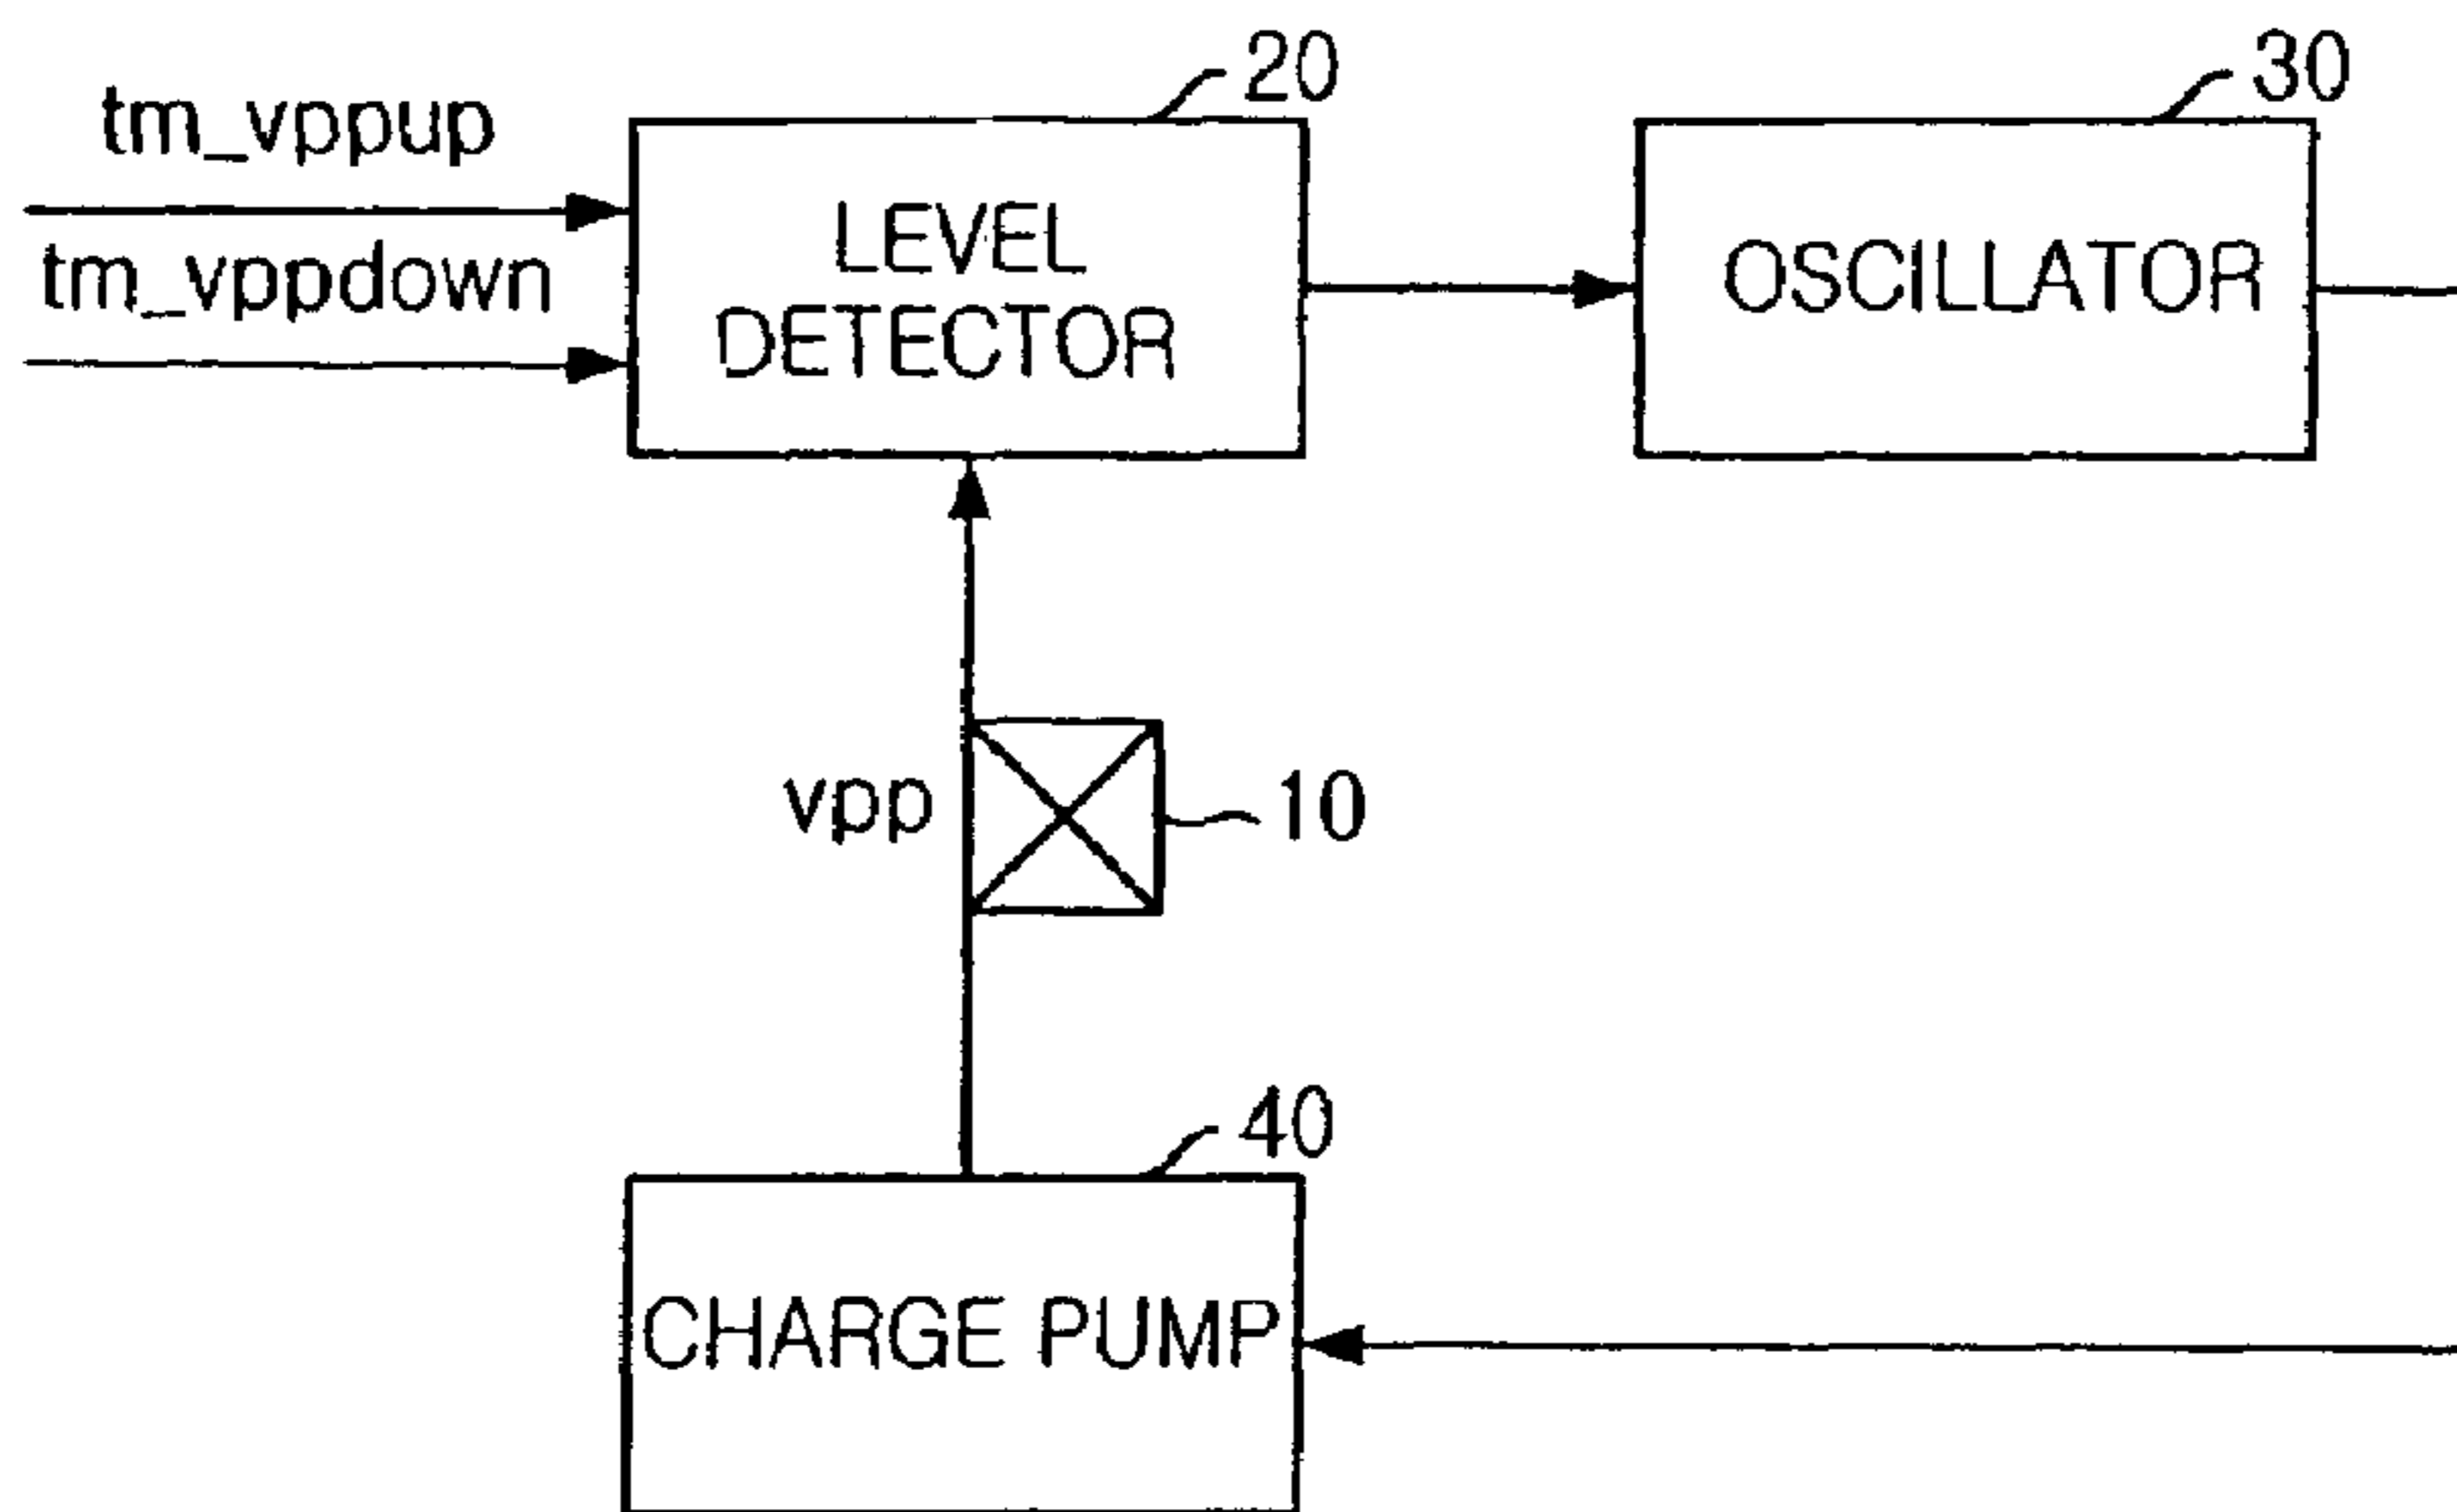 20
30
tm_vppup
tm_vppdown
LEVEL
DETECTOR
OSCILLATOR
vpp
10
40
CHARGE PUMP